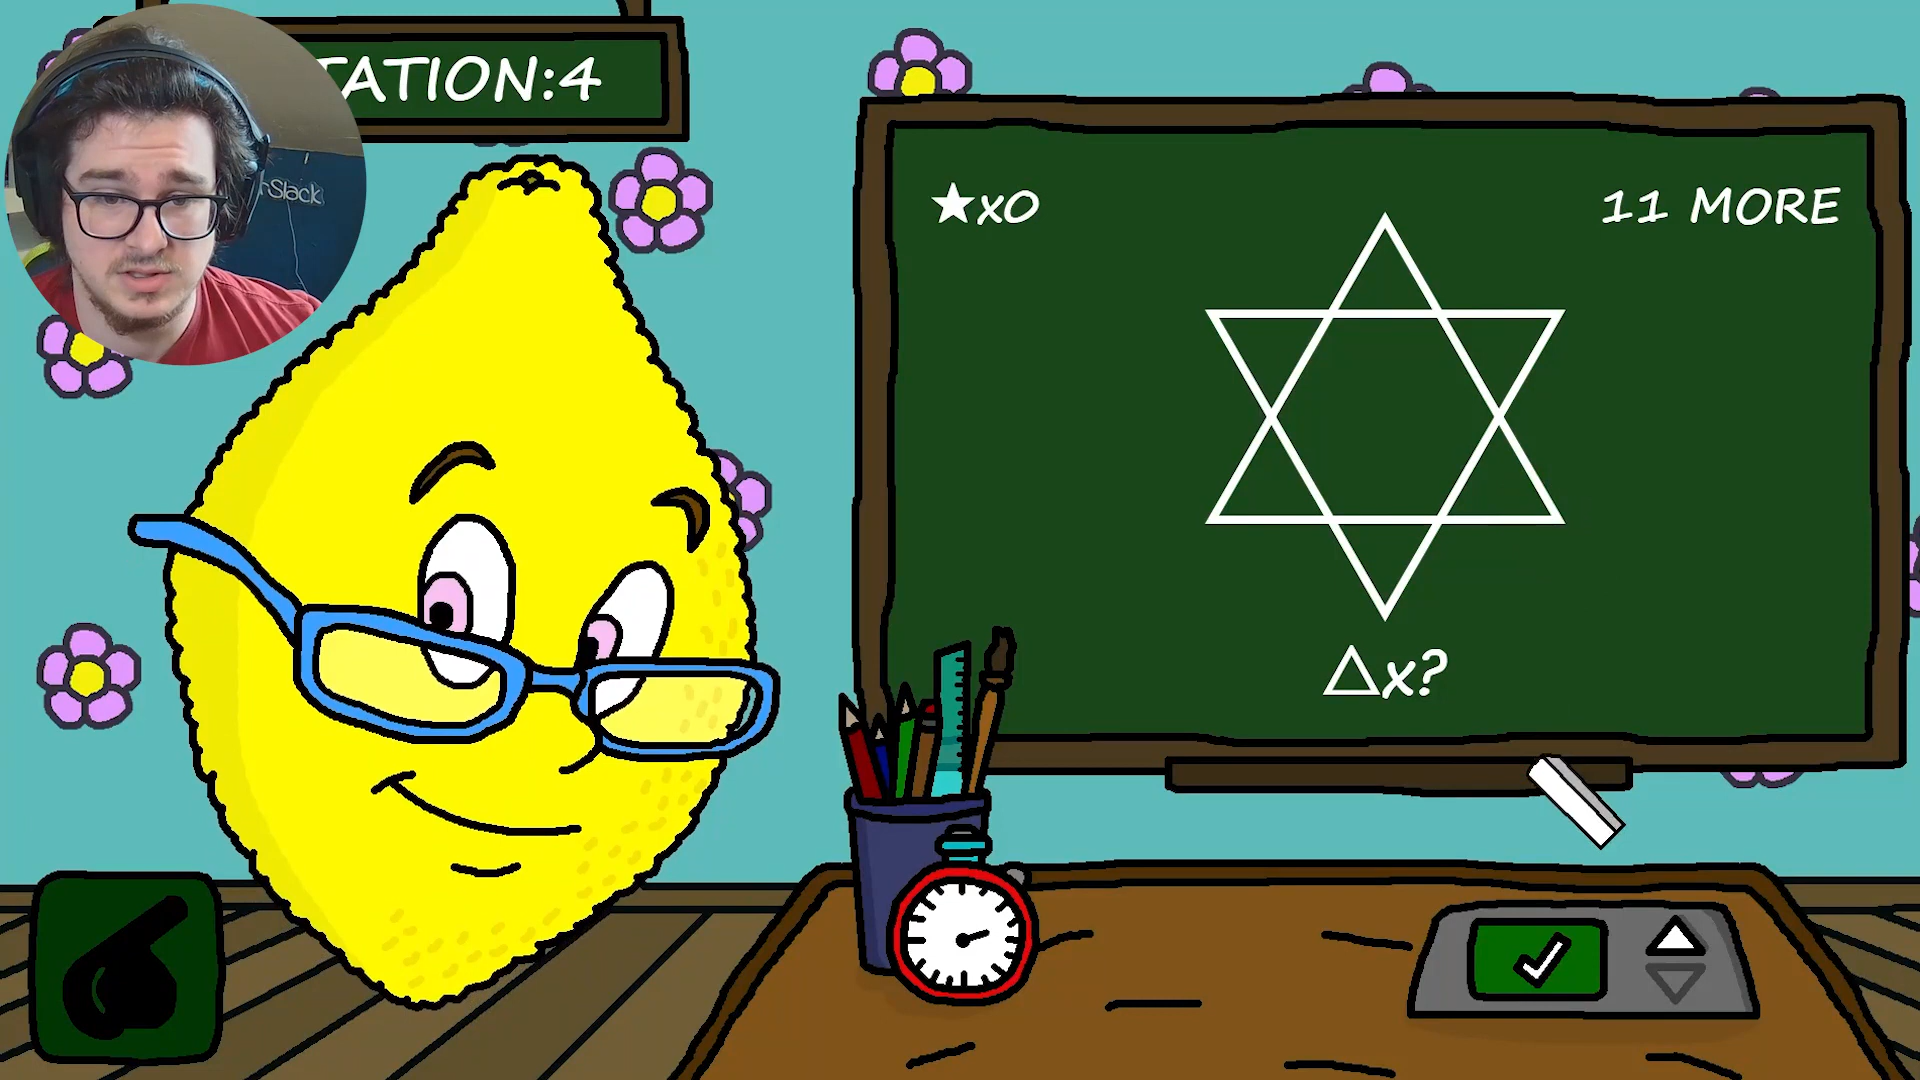 TATION:4
-Slack
★x0
11 MORE
△x?